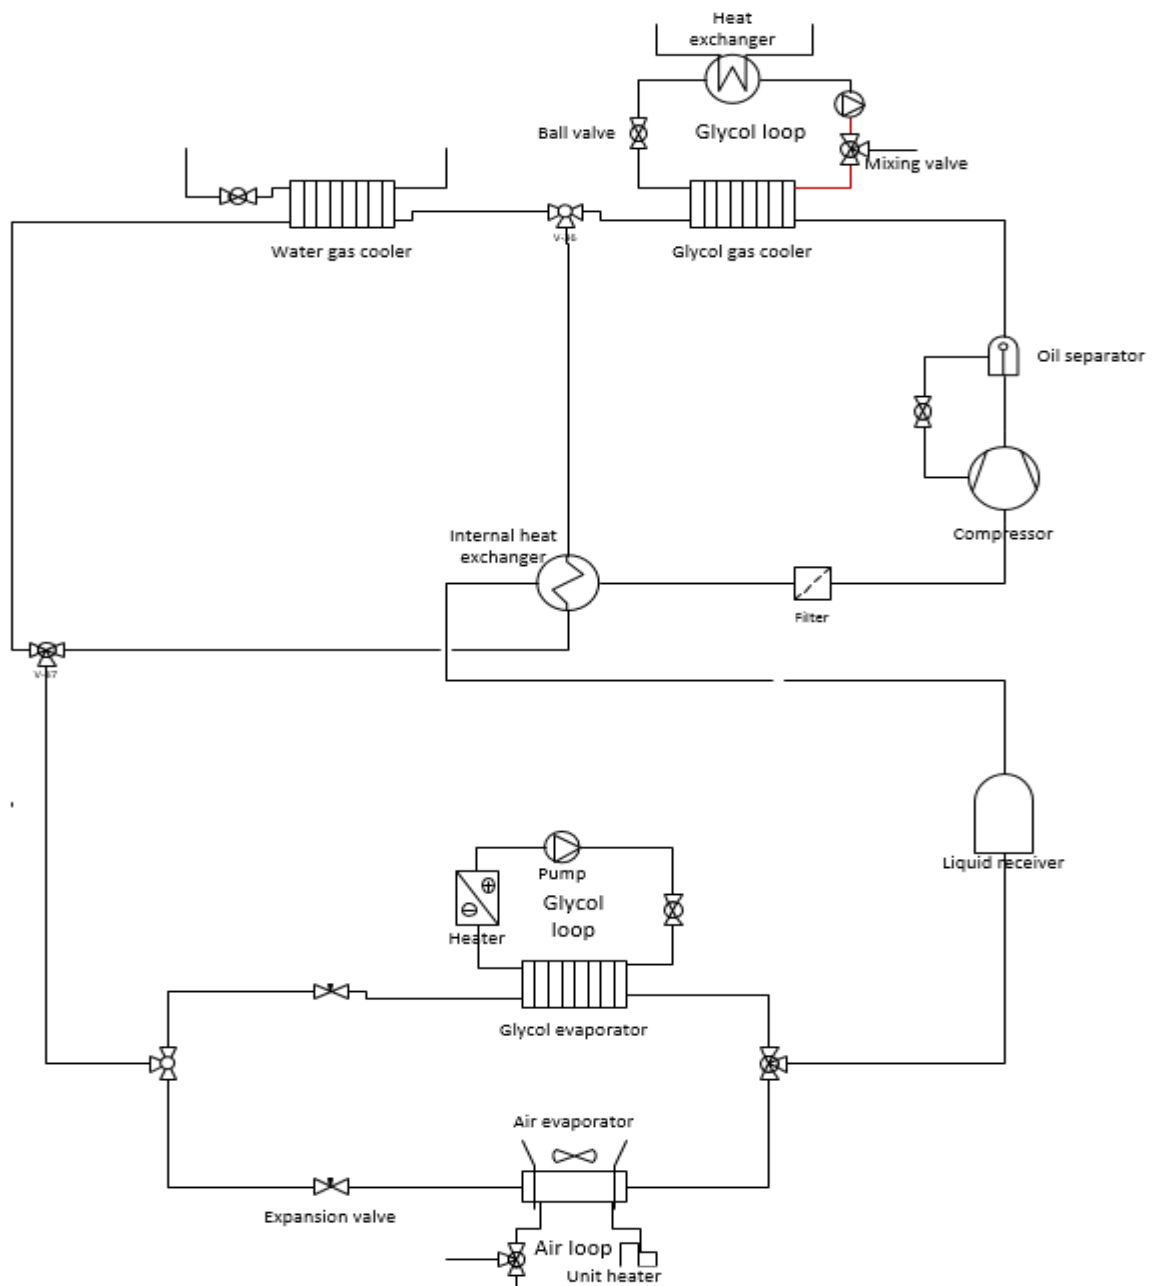 Heat
exchanger
Ball valve
Glycol loop
Mixing valve
Water gas cooler
Glycol gas cooler
Oil separator
Compressor
Internal heat
exchanger
Filter
Liquid receiver
Pump
Glycol
loop
Heater
Glycol evaporator
Air evaporator
Expansion valve
Air loop
Unit heater